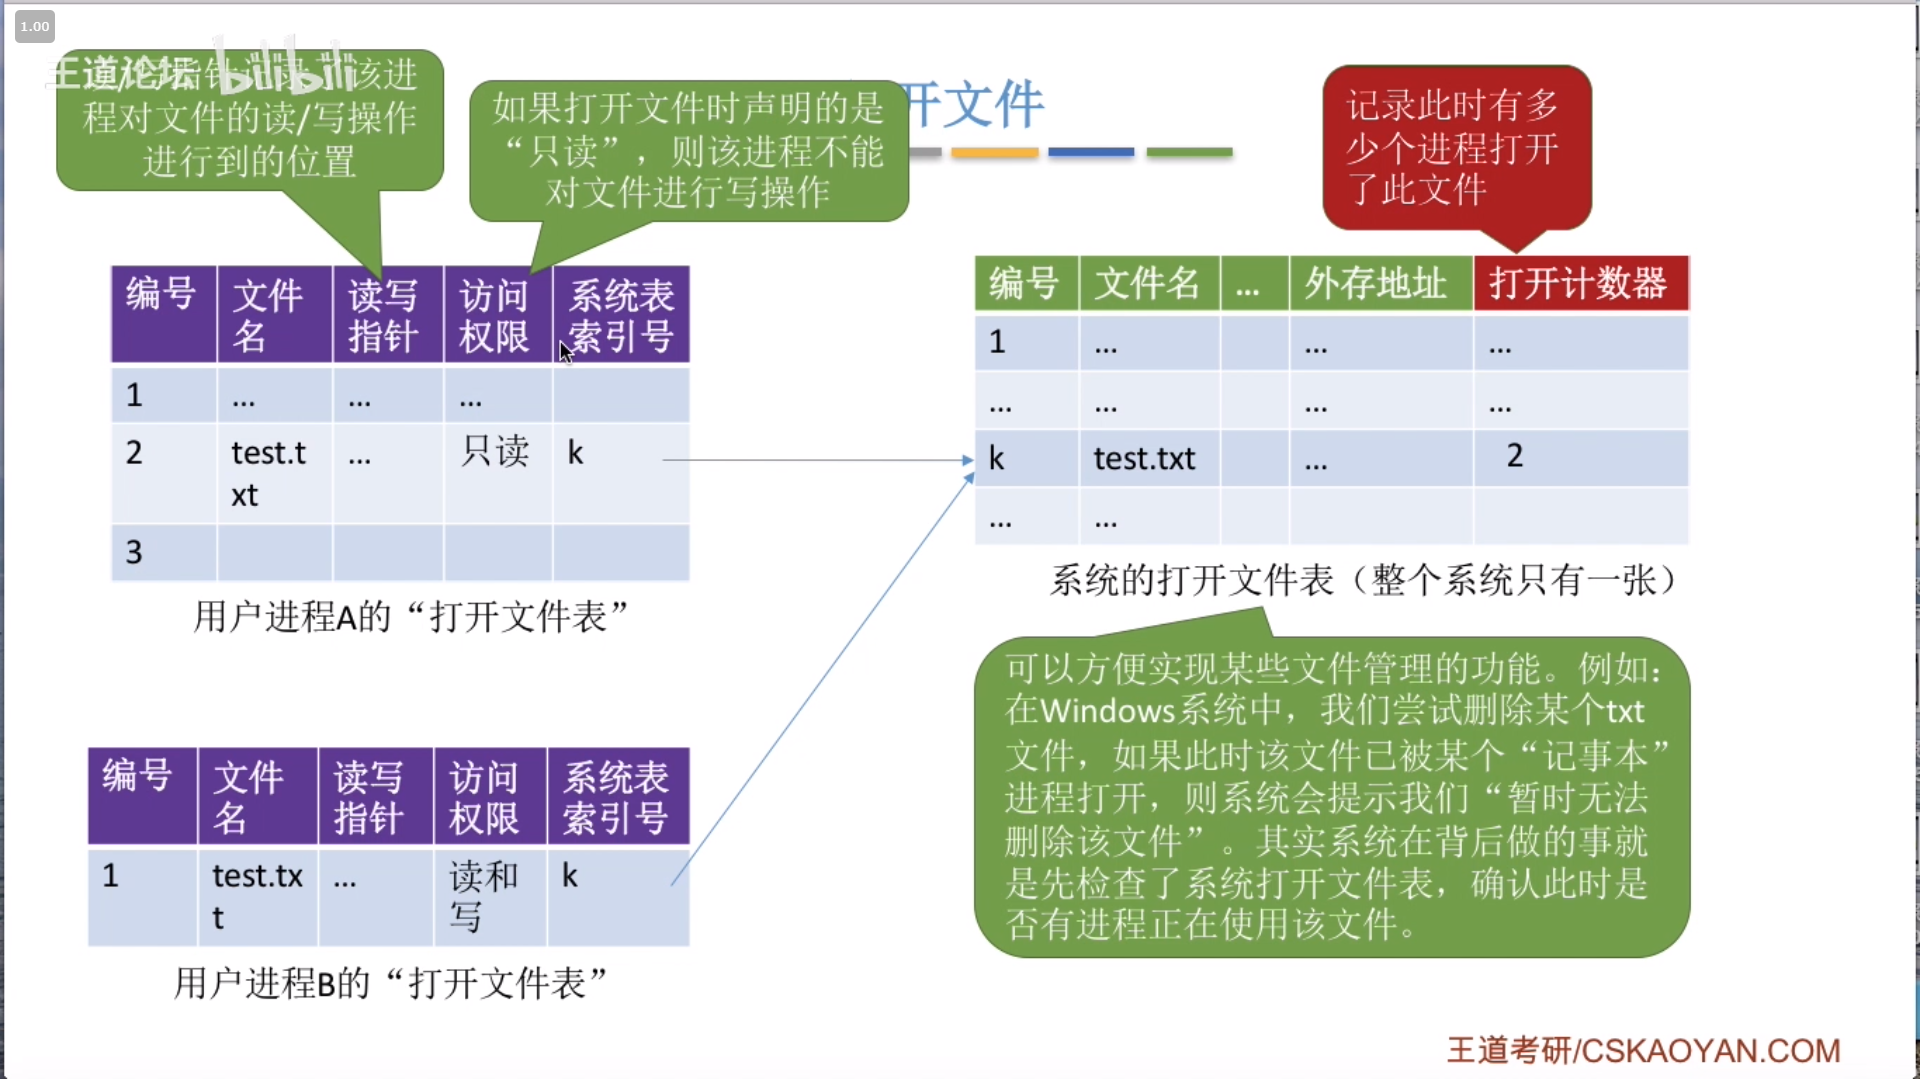 1.00
王道论坛 bilibili
读/写指针记录了该进
程对文件的读/写操作
进行到的位置
如果打开文件时声明的是
“只读”，则该进程不能
对文件进行写操作
开文件
记录此时有多
少个进程打开
了此文件
编号 文件名 读写指针 访问权限 系统表索引号
1 ... ... ...
2 test.txt ... 只读 k
3
用户进程A的“打开文件表”
编号 文件名 ... 外存地址 打开计数器
1 ... ... ...
... ... ... ...
k test.txt ... 2
... ...
系统的打开文件表（整个系统只有一张）
可以方便实现某些文件管理的功能。例如：
在Windows系统中，我们尝试删除某个txt
文件，如果此时该文件已被某个“记事本”
进程打开，则系统会提示我们“暂时无法
删除该文件”。其实系统在背后做的事就
是先检查了系统打开文件表，确认此时是
否有进程正在使用该文件。
编号 文件名 读写指针 访问权限 系统表索引号
1 test.txt ... 读和写 k
用户进程B的“打开文件表”
王道考研/CSKAOYAN.COM